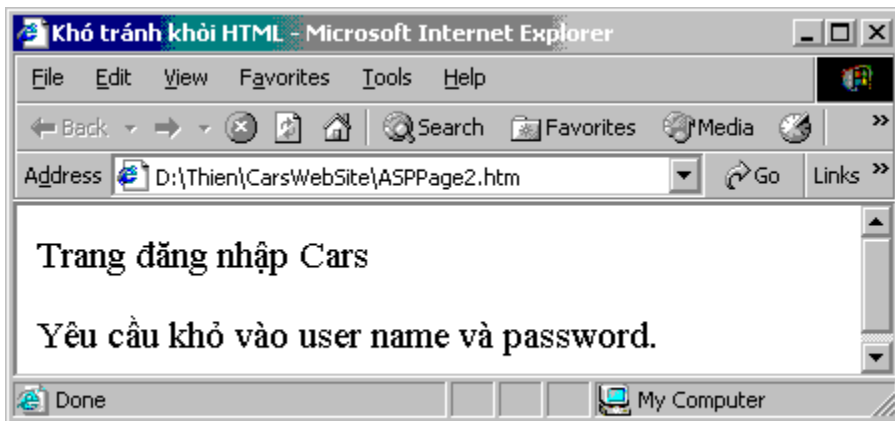 Khó tránh khỏi HTML - Microsoft Internet Explorer
File Edit View Favorites Tools Help
Back Search Favorites Media »
Address D:\Thien\CarsWebSite\ASPPage2.htm Go Links »
Trang đăng nhập Cars
Yêu cầu khỏ vào user name và password.
Done My Computer